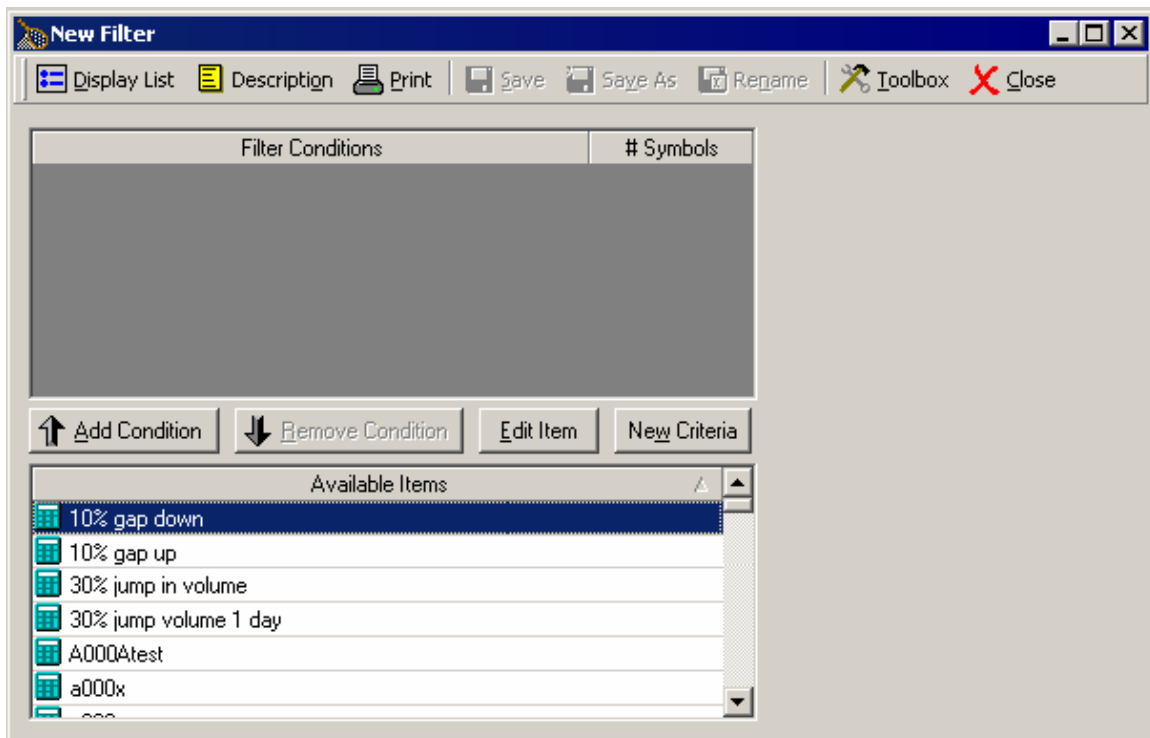 New Filter
Display List Description Print Save Save As Rename Toolbox Close
Filter Conditions # Symbols
Add Condition Remove Condition Edit Item New Criteria
Available Items
10% gap down
10% gap up
30% jump in volume
30% jump volume 1 day
A000Atest
a000x